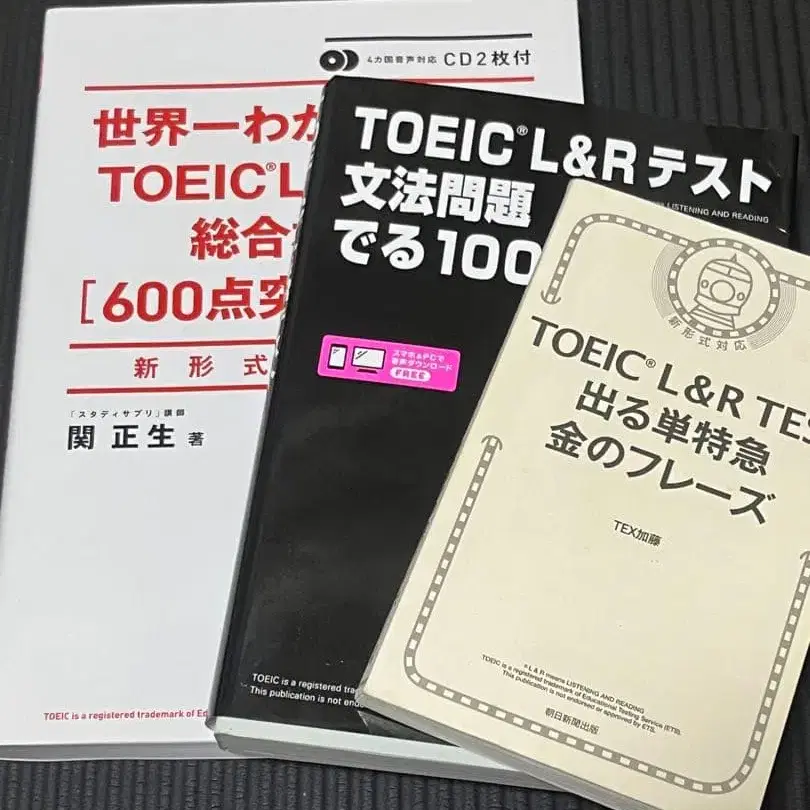 4カ国音声対応 CD2枚付
世界一わか
TOEIC®L
総合
[600点突
新形式
「スタディサプリ」講師
関 正生 著
TOEIC is a registered trademark of Ed
TOEIC® L&Rテスト
LISTENING AND READING
文法問題
でる100
スマホ&PCで
音声ダウンロード
FREE
TOEIC is a registered tra
This publication is not endo
新形式対応
TOEIC® L&R TES
出る単特急
金のフレーズ
TEX加藤
*L & R means LISTENING AND READING
TOEIC is a registered trademark of Educational Testing Service (ETS).
This publication is not endorsed or approved by ETS.
朝日新聞出版